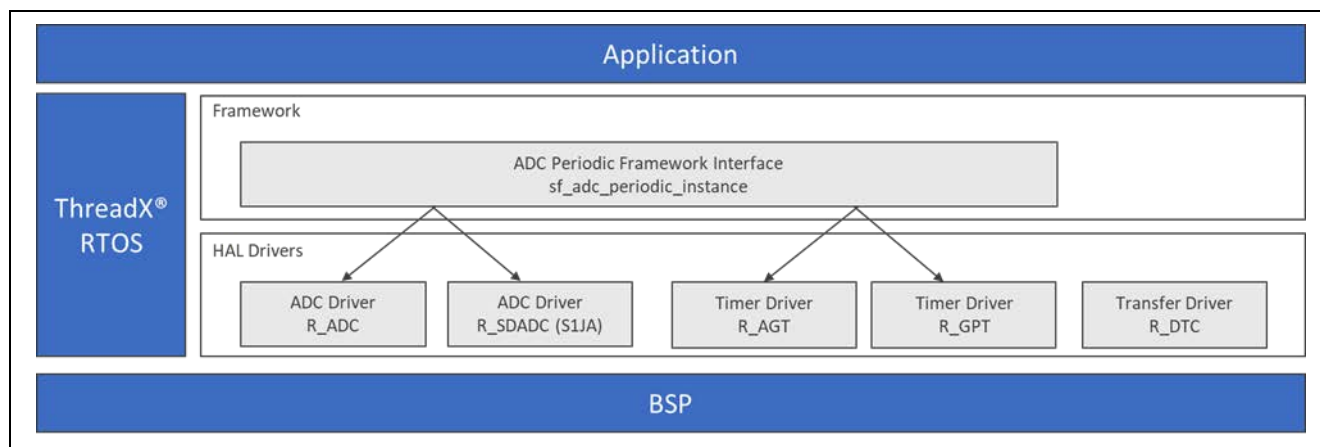 Application
ThreadX®
RTOS
Framework
ADC Periodic Framework Interface
sf_adc_periodic_instance
HAL Drivers
ADC Driver
R_ADC
ADC Driver
R_SDADC (S1JA)
Timer Driver
R_AGT
Timer Driver
R_GPT
Transfer Driver
R_DTC
BSP